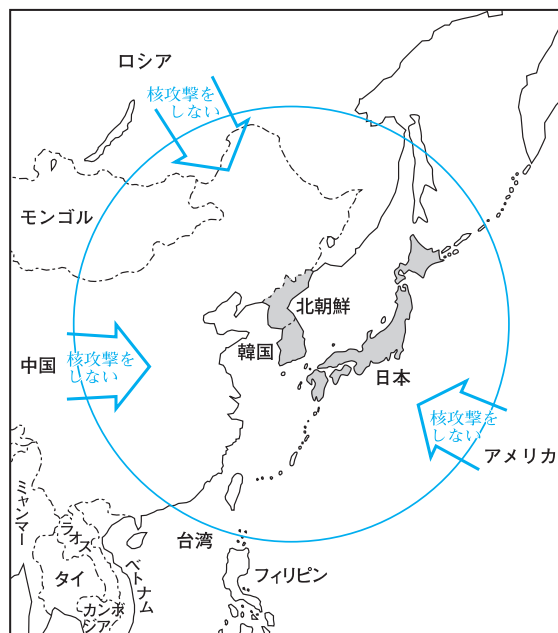 ロシア
核攻撃を
しない
モンゴル
北朝鮮
韓国
日本
中国
核攻撃を
しない
核攻撃を
しない
アメリカ
ミャンマー
ラオス
タイ
カンボ
ジア
ベトナム
台湾
フィリピン